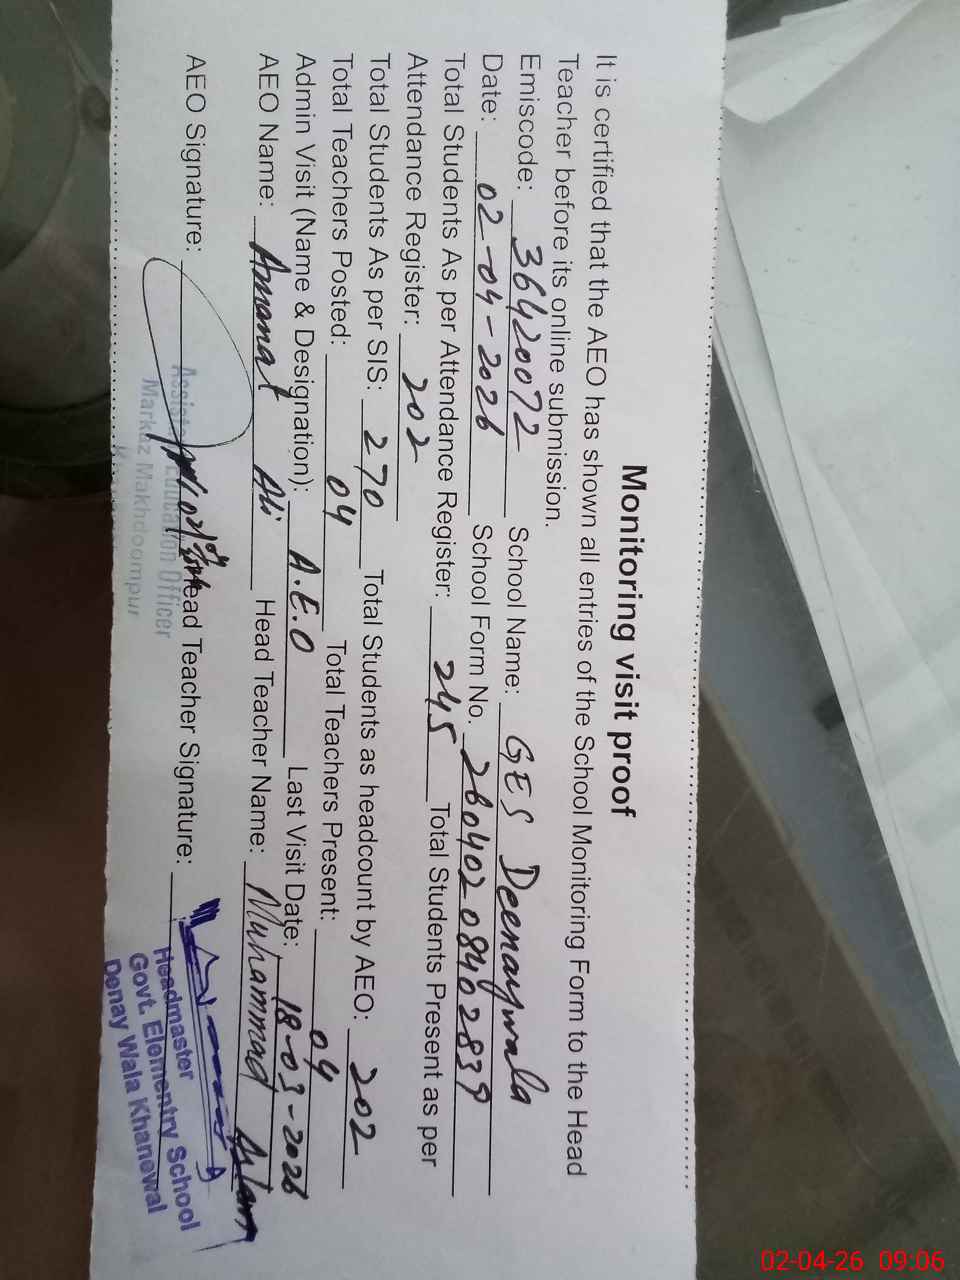 Monitoring visit proof
It is certified that the AEO has shown all entries of the School Monitoring Form to the Head
Teacher before its online submission.
Emiscode: 36420072 School Name: GES Deenaywala
Date: 02-04-2026 School Form No. 26040208402839
Total Students As per Attendance Register: 245 Total Students Present as per
Attendance Register: 202
Total Students As per SIS: 270 Total Students as headcount by AEO: 202
Total Teachers Posted: 04 Total Teachers Present: 04
Admin Visit (Name & Designation): A.E.O Last Visit Date: 18-03-2026
AEO Name: Amanat Ali Head Teacher Name: Muhammad Aslam
AEO Signature: Head Teacher Signature:
Assistant Education Officer
Markaz Makhdoompur
Headmaster
Govt. Elementry School
Denay Wala Khanewal
02-04-26 09:06